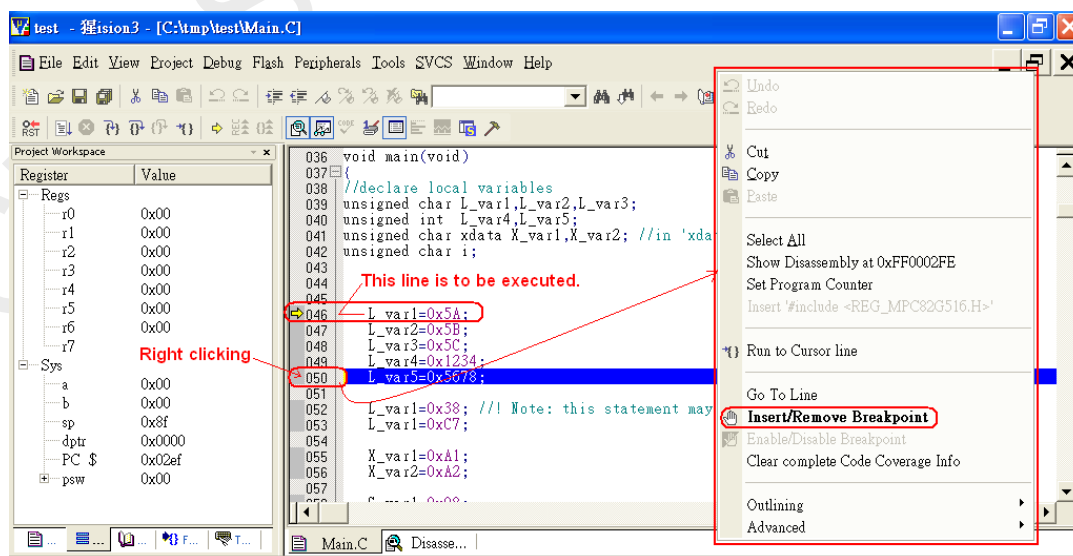 test - 猩ision3 - [C:\tmp\test\Main.C]
File Edit View Project Debug Flash Peripherals Tools SVCS Window Help
RST
CODE
Project Workspace
Register Value
Regs
r0 0x00
r1 0x00
r2 0x00
r3 0x00
r4 0x00
r5 0x00
r6 0x00
r7 0x00
Sys
a 0x00
b 0x00
sp 0x8f
dptr 0x0000
PC $ 0x02ef
psw 0x00
... ... ... F... T...
036 void main(void)
037 {
038 //declare local variables
039 unsigned char L_var1,L_var2,L_var3;
040 unsigned int L_var4,L_var5;
041 unsigned char xdata X_var1,X_var2; //in 'xda
042 unsigned char i;
043
044
This line is to be executed.
045
046 L_var1=0x5A;
047 L_var2=0x5B;
048 L_var3=0x5C;
049 L_var4=0x1234;
Right clicking
050 L_var5=0x5678;
051
052 L_var1=0x38; //! Note: this statement may
053 L_var1=0xC7;
054
055 X_var1=0xA1;
056 X_var2=0xA2;
057
Main.C Disasse...
Undo
Redo
Cut
Copy
Paste
Select All
Show Disassembly at 0xFF0002FE
Set Program Counter
Insert '#include <REG_MPC82G516.H>'
Run to Cursor line
Go To Line
Insert/Remove Breakpoint
Enable/Disable Breakpoint
Clear complete Code Coverage Info
Outlining
Advanced